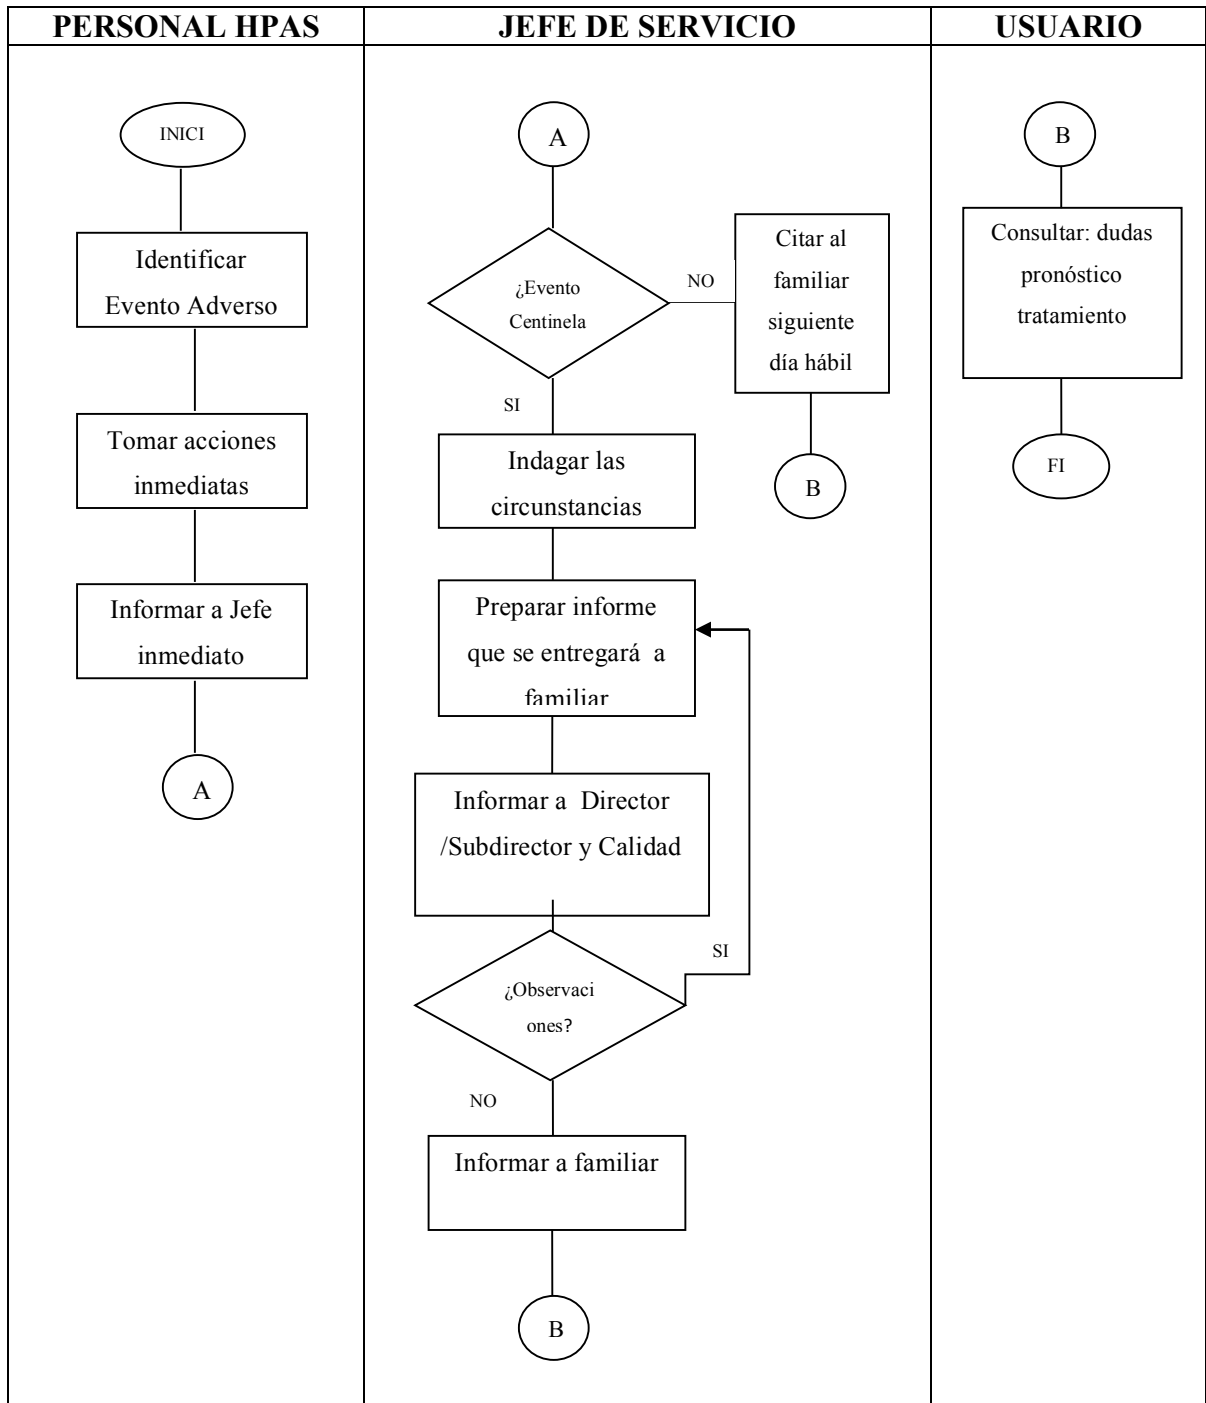 PERSONAL HPAS
JEFE DE SERVICIO
USUARIO
INICI
Identificar
Evento Adverso
Tomar acciones
inmediatas
Informar a Jefe
inmediato
A
A
¿Evento
Centinela
NO
Citar al
familiar
siguiente
día hábil
B
SI
Indagar las
circunstancias
Preparar informe
que se entregará a
familiar
Informar a Director
/Subdirector y Calidad
¿Observaci
ones?
SI
NO
Informar a familiar
B
B
Consultar: dudas
pronóstico
tratamiento
FI